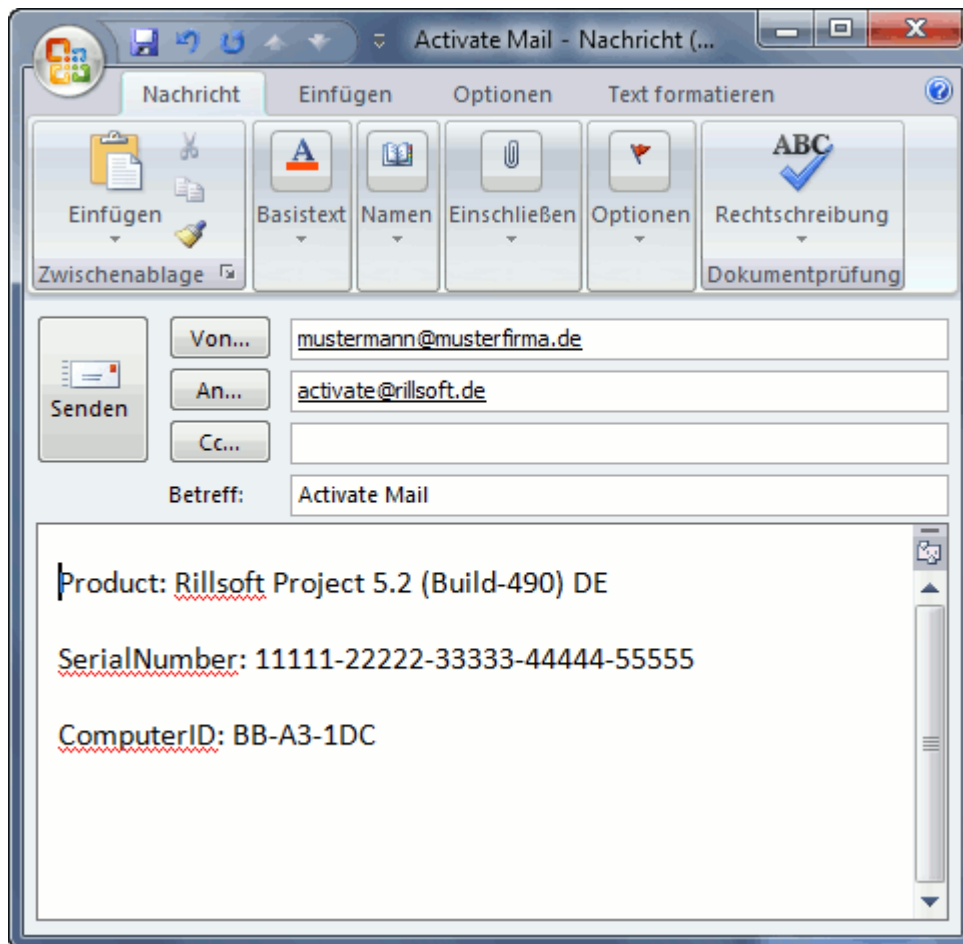 Activate Mail - Nachricht (...
Nachricht Einfügen Optionen Text formatieren
ABC
Einfügen Basistext Namen Einschließen Optionen Rechtschreibung
Zwischenablage Dokumentprüfung
Von... mustermann@musterfirma.de
Senden An... activate@rillsoft.de
Cc...
Betreff: Activate Mail
Product: Rillsoft Project 5.2 (Build-490) DE
SerialNumber: 11111-22222-33333-44444-55555
ComputerID: BB-A3-1DC